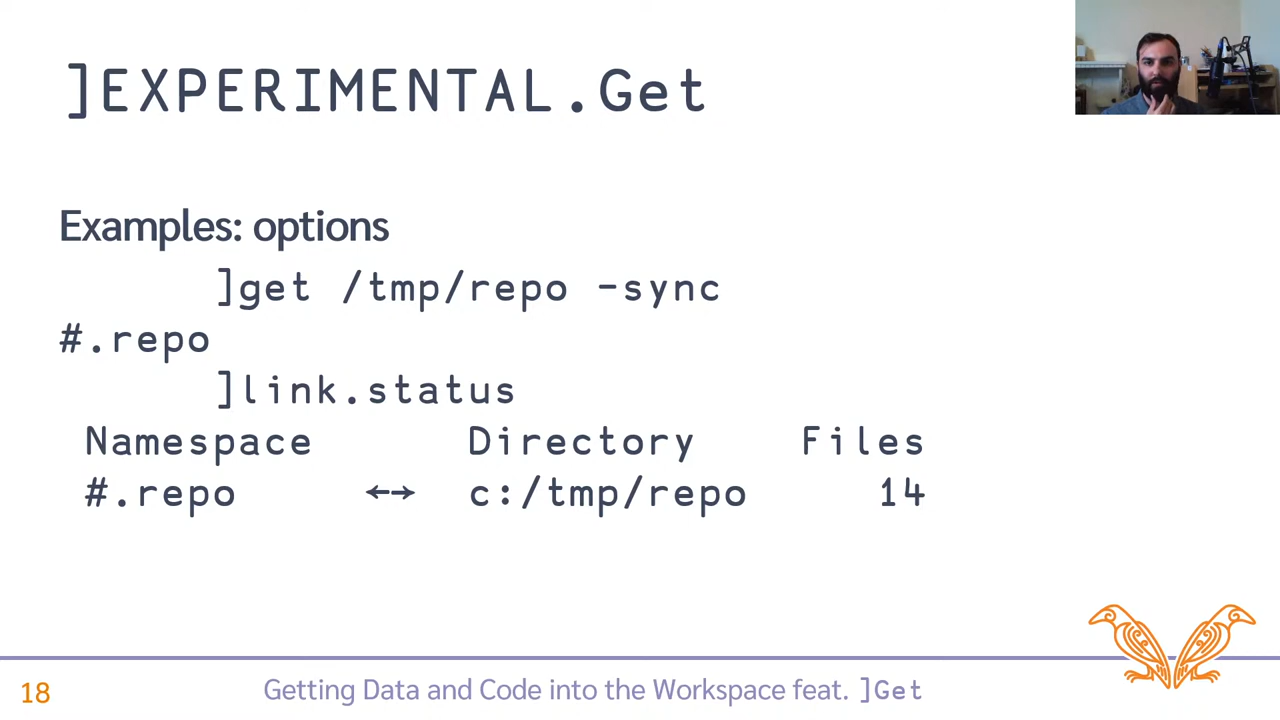 ]EXPERIMENTAL.Get
Examples: options
]get /tmp/repo -sync
#.repo
]link.status
Namespace Directory Files
#.repo ←→ c:/tmp/repo 14
18 Getting Data and Code into the Workspace feat. ]Get